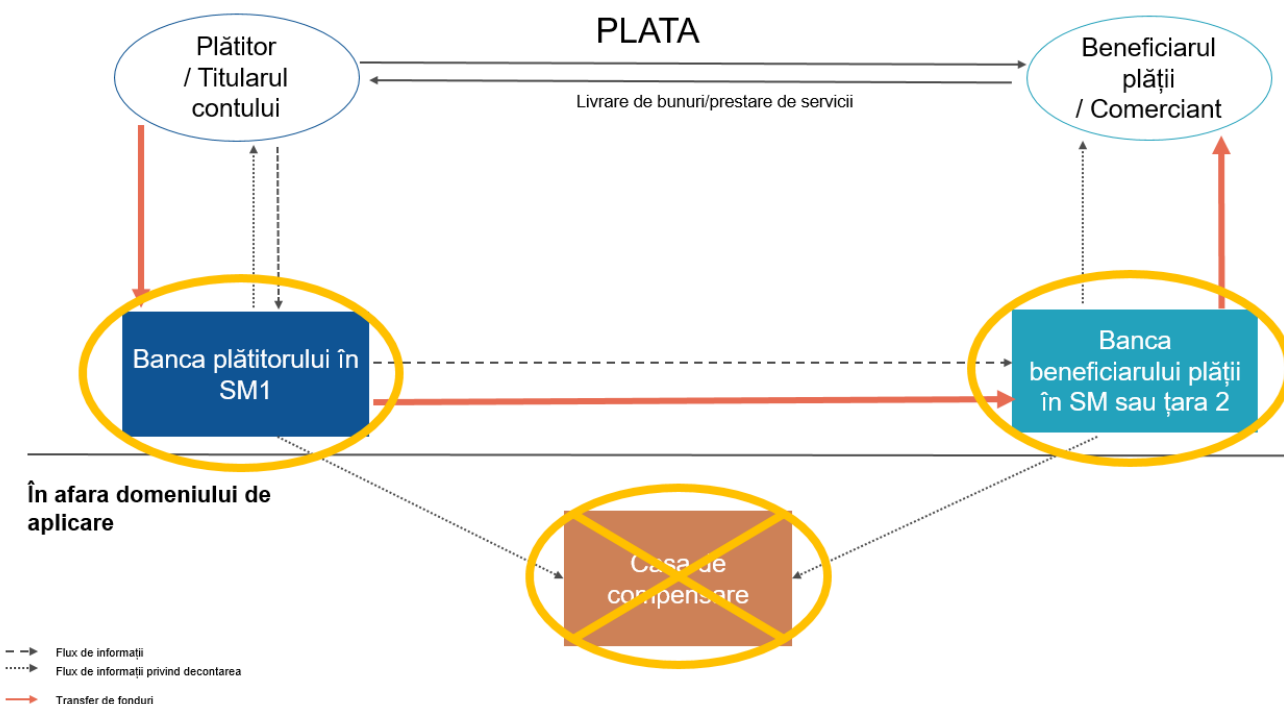 PLATA
Plătitor
/ Titularul
contului
Beneficiarul
plății
/ Comerciant
Livrare de bunuri/prestare de servicii
Banca plătitorului în
SM1
Banca
beneficiarului plății
în SM sau țara 2
În afara domeniului de
aplicare
Casa de
compensare
Flux de informații
Flux de informații privind decontarea
Transfer de fonduri